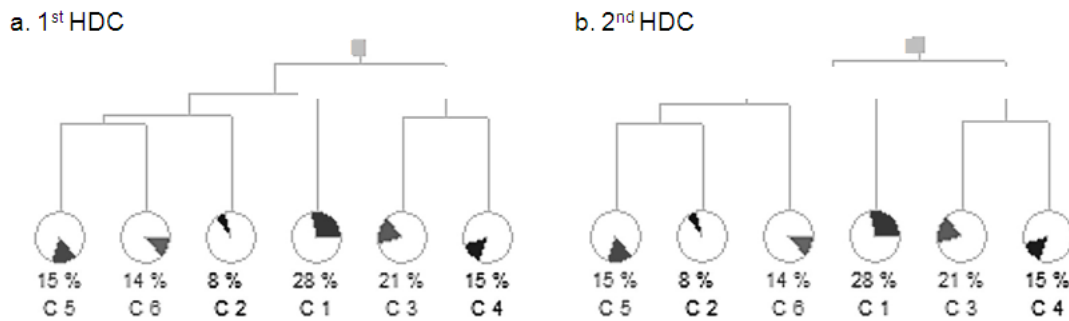 a. 1st HDC
b. 2nd HDC
15 % 14 % 8 % 28 % 21 % 15 %
C 5 C 6 C 2 C 1 C 3 C 4
15 % 8 % 14 % 28 % 21 % 15 %
C 5 C 2 C 6 C 1 C 3 C 4